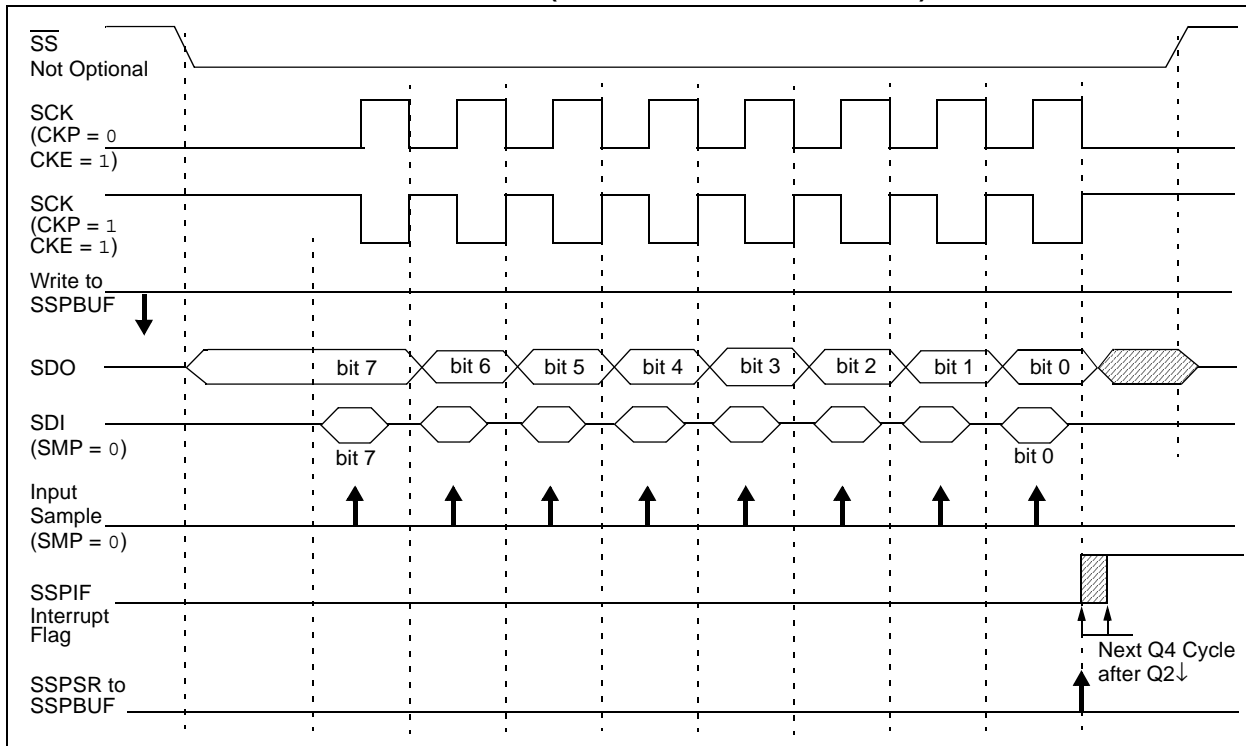 SS
Not Optional
SCK
(CKP = 0
CKE = 1)
SCK
(CKP = 1
CKE = 1)
Write to
SSPBUF
SDO
bit 7 bit 6 bit 5 bit 4 bit 3 bit 2 bit 1 bit 0
SDI
(SMP = 0)
bit 7 bit 0
Input
Sample
(SMP = 0)
SSPIF
Interrupt
Flag
Next Q4 Cycle
after Q2↓
SSPSR to
SSPBUF